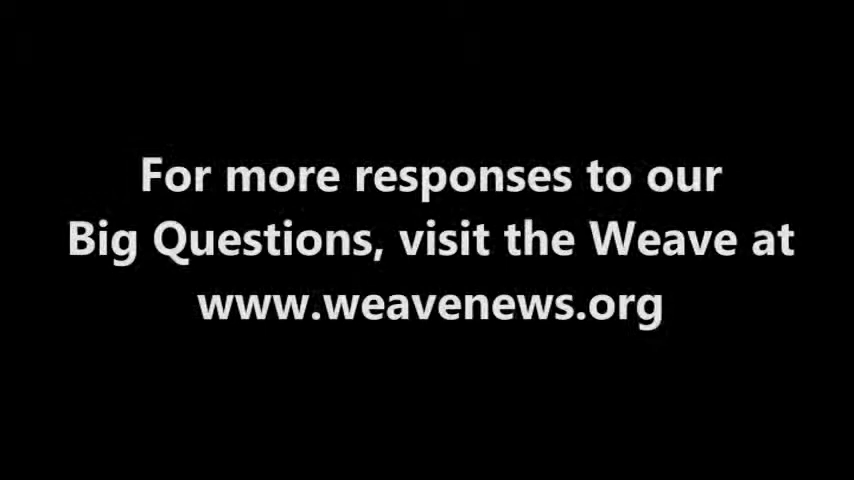 For more responses to our
Big Questions, visit the Weave at
www.weavenews.org